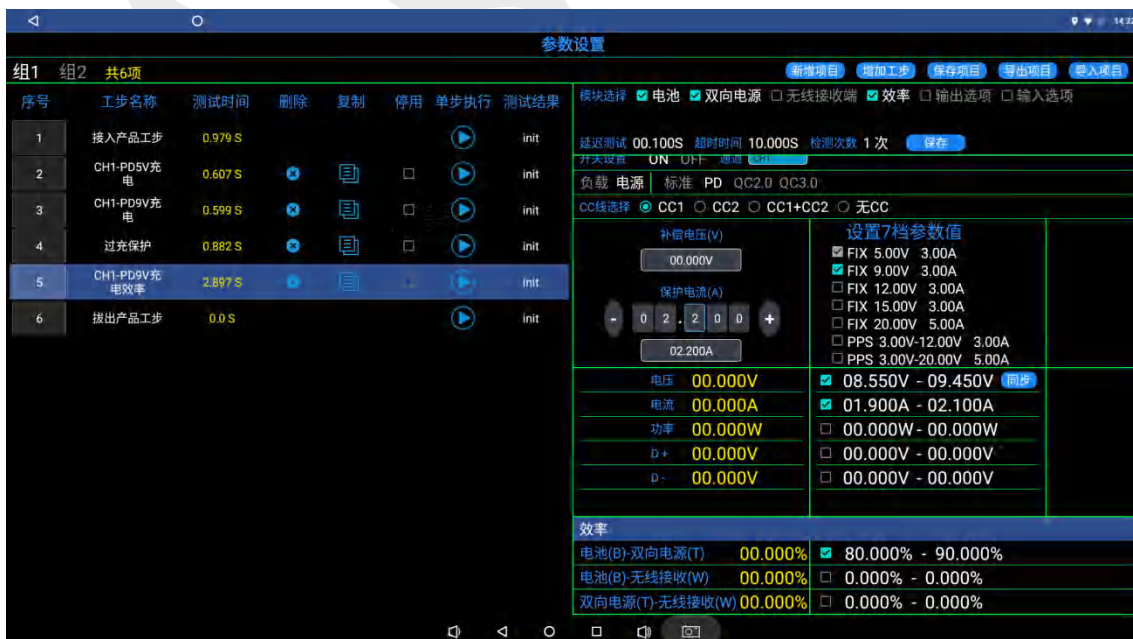 14:22
参数设置
组1 组2 共6项
新增项目 增加工步 保存项目 导出项目 导入项目
序号 工步名称 测试时间 删除 复制 停用 单步执行 测试结果
1 接入产品工步 0.979 S init
2 CH1-PD5V充电 0.607 S init
3 CH1-PD9V充电 0.599 S init
4 过充保护 0.882 S init
5 CH1-PD9V充电效率 2.897 S init
6 拔出产品工步 0.0 S init
模块选择 电池 双向电源 无线接收端 效率 输出选项 输入选项
延迟测试 00.100S 超时时间 10.000S 检测次数 1 次 保存
开关设置 ON OFF 通道 CH1
负载 电源 标准 PD QC2.0 QC3.0
CC线选择 CC1 CC2 CC1+CC2 无CC
补偿电压(V)
00.000V
保护电流(A)
- 0 2 . 2 0 0 +
02.200A
设置7档参数值
FIX 5.00V 3.00A
FIX 9.00V 3.00A
FIX 12.00V 3.00A
FIX 15.00V 3.00A
FIX 20.00V 5.00A
PPS 3.00V-12.00V 3.00A
PPS 3.00V-20.00V 5.00A
电压 00.000V 08.550V - 09.450V 同步
电流 00.000A 01.900A - 02.100A
功率 00.000W 00.000W - 00.000W
D+ 00.000V 00.000V - 00.000V
D- 00.000V 00.000V - 00.000V
效率
电池(B)-双向电源(T) 00.000% 80.000% - 90.000%
电池(B)-无线接收(W) 00.000% 0.000% - 0.000%
双向电源(T)-无线接收(W) 00.000% 0.000% - 0.000%